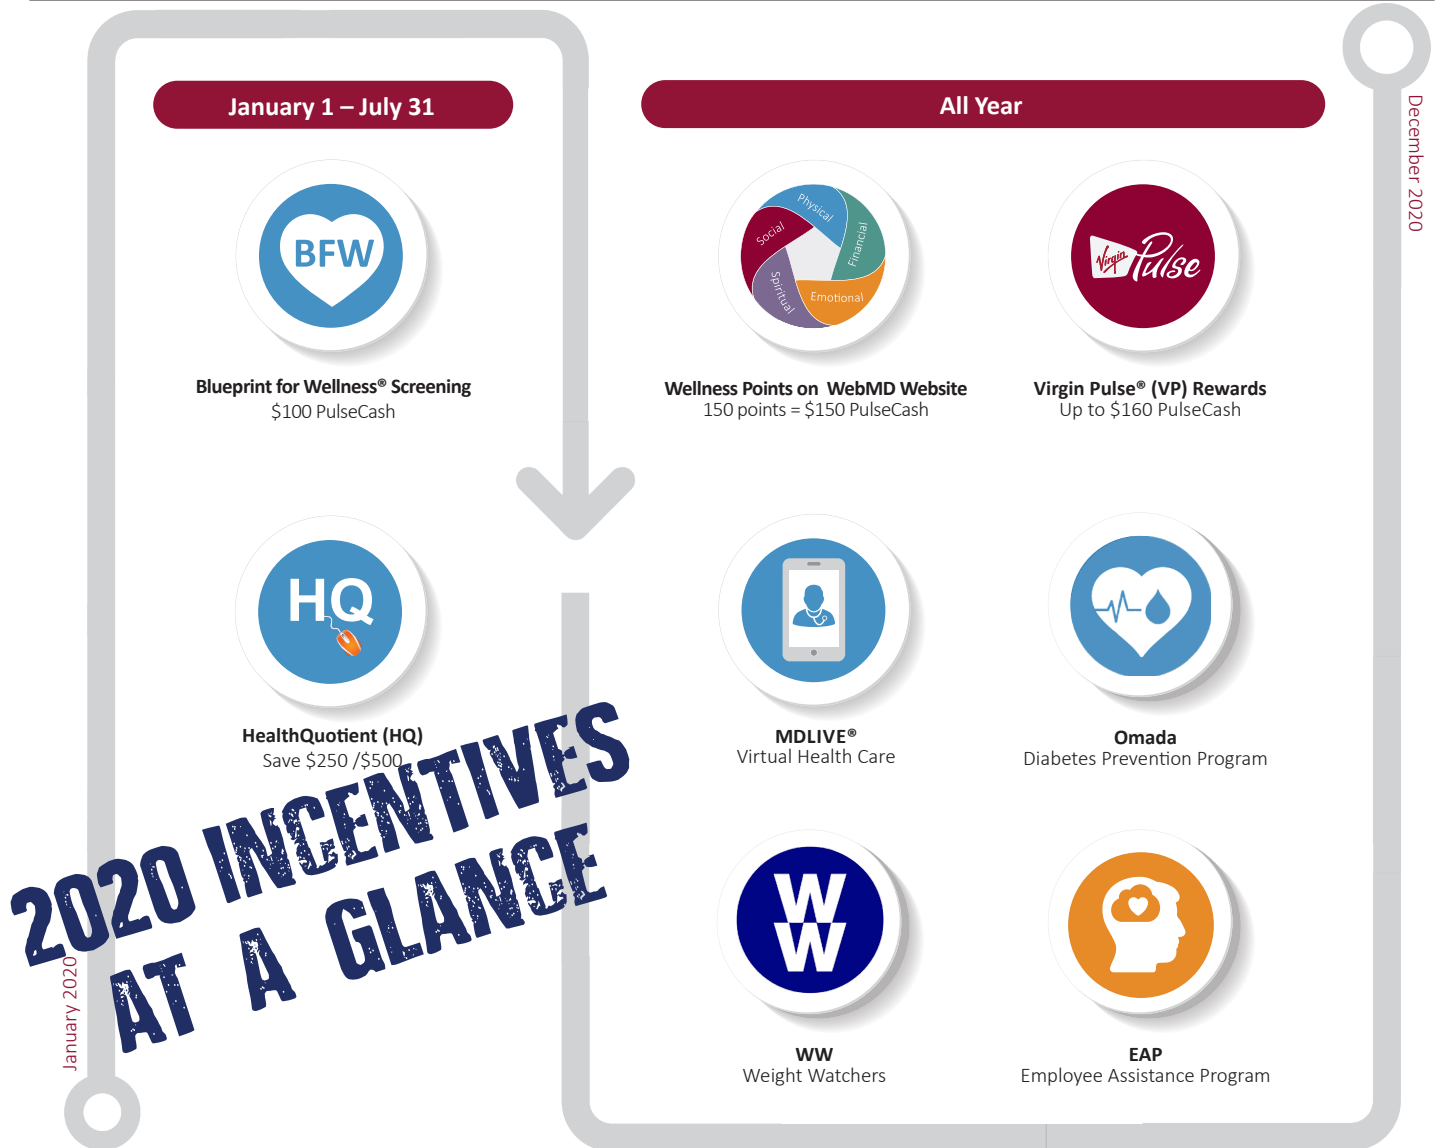 January 1 – July 31
BFW
Blueprint for Wellness® Screening
$100 PulseCash
HQ
HealthQuotient (HQ)
Save $250 /$500
2020 INCENTIVES
AT A GLANCE
January 2020
All Year
Physical
Financial
Emotional
Spiritual
Social
Wellness Points on WebMD Website
150 points = $150 PulseCash
Virgin Pulse
Virgin Pulse® (VP) Rewards
Up to $160 PulseCash
MDLIVE®
Virtual Health Care
Omada
Diabetes Prevention Program
W
W
WW
Weight Watchers
EAP
Employee Assistance Program
December 2020